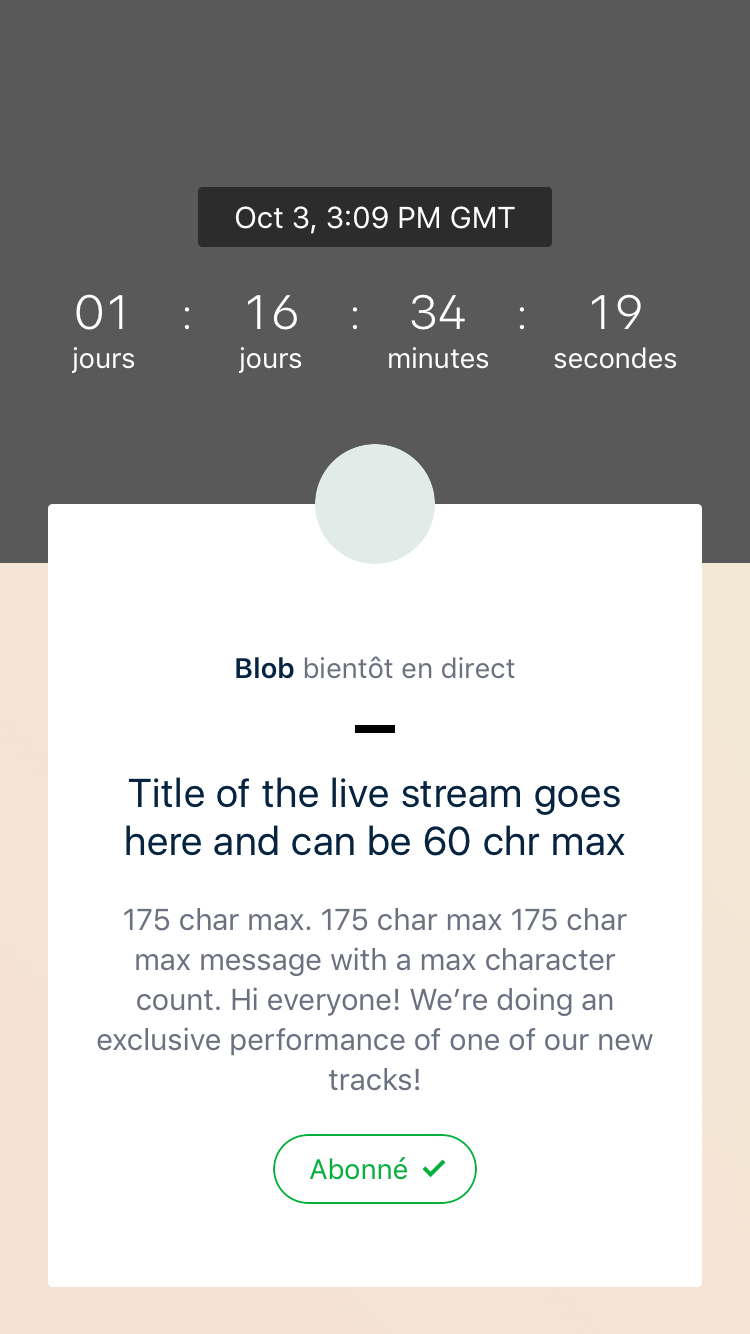 Oct 3, 3:09 PM GMT
01 : 16 : 34 : 19
jours jours minutes secondes
Blob bientôt en direct
Title of the live stream goes
here and can be 60 chr max
175 char max. 175 char max 175 char
max message with a max character
count. Hi everyone! We’re doing an
exclusive performance of one of our new
tracks!
Abonné